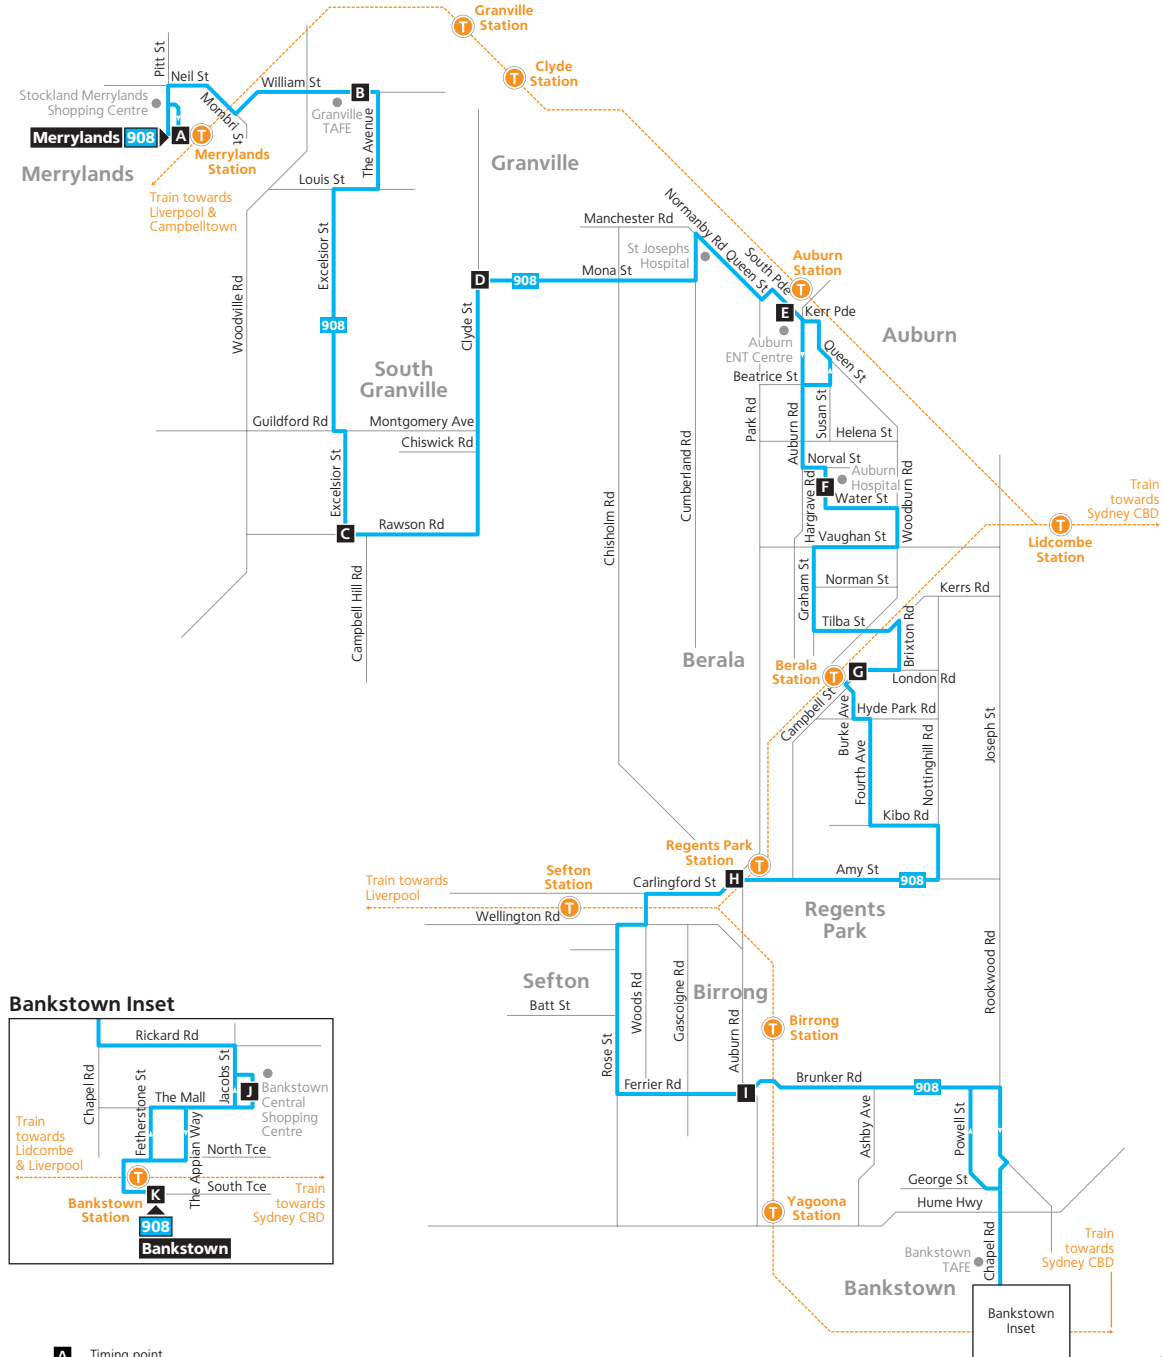 Granville
Station
Clyde
Station
Pitt St
Neil St
William St
B
Stockland Merrylands
Shopping Centre
Mombri St
Granville
TAFE
The Avenue
Merrylands 908 A T
Merrylands
Station
Merrylands
Train towards
Liverpool &
Campbelltown
Louis St
Granville
Excelsior St
Woodville Rd
908
Manchester Rd
Normanby Rd
Queen St
South Pde
St Josephs
Hospital
Mona St
D
908
Clyde St
Auburn
Station
T
T
T
E
Kerr Pde
Auburn
ENT Centre
Auburn
Queen St
Beatrice St
Susan St
Park Rd
Auburn Rd
Helena St
South
Granville
Guildford Rd
Montgomery Ave
Chiswick Rd
Excelsior St
C
Rawson Rd
Campbell Hill Rd
Chisholm Rd
Cumberland Rd
Norval St
Auburn
Hospital
F
Hargrave Rd
Water St
Woodburn Rd
Vaughan St
Train
towards
Sydney CBD
T
Lidcombe
Station
Graham St
Norman St
Kerrs Rd
Tilba St
Brixton Rd
Berala
Berala
Station
T
G
London Rd
Campbell St
Burke Ave
Hyde Park Rd
Fourth Ave
Nottinghill Rd
Joseph St
Kibo Rd
Regents Park
Station
T
Amy St
908
H
Sefton
Station
T
Carlingford St
Train towards
Liverpool
Wellington Rd
Regents
Park
Sefton
Batt St
Woods Rd
Gascoigne Rd
Birrong
Auburn Rd
Rookwood Rd
Birrong
Station
T
Rose St
Ferrier Rd
I
Brunker Rd
908
Ashby Ave
Powell St
George St
Hume Hwy
Yagoona
Station
T
Chapel Rd
Train
towards
Sydney CBD
Bankstown
TAFE
Bankstown
Bankstown
Inset
Bankstown Inset
Rickard Rd
Chapel Rd
Fetherstone St
Jacobs St
The Mall
J
Bankstown
Central
Shopping
Centre
Train
towards
Lidcombe
& Liverpool
The Appian Way
North Tce
T
South Tce
Bankstown
Station
K
Train
towards
Sydney CBD
908
Bankstown
A Timing point